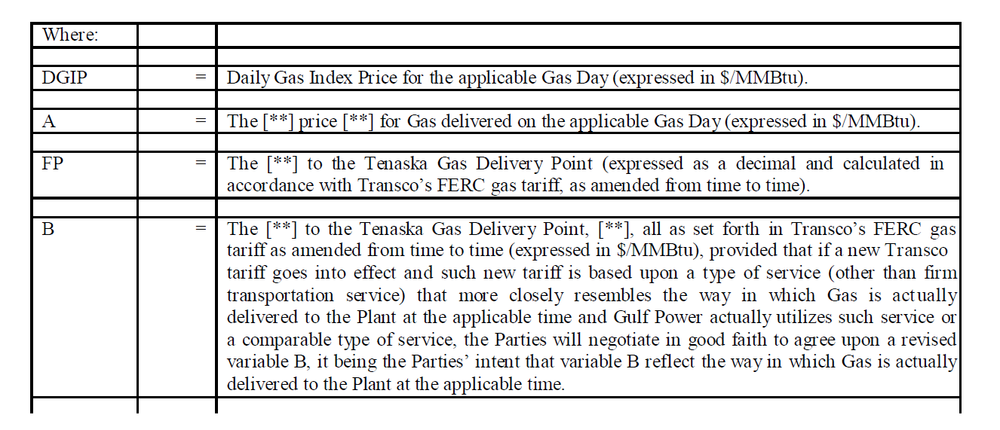 Where:
DGIP = Daily Gas Index Price for the applicable Gas Day (expressed in $/MMBtu).
A = The [**] price [**] for Gas delivered on the applicable Gas Day (expressed in $/MMBtu).
FP = The [**] to the Tenaska Gas Delivery Point (expressed as a decimal and calculated in
accordance with Transco’s FERC gas tariff, as amended from time to time).
B = The [**] to the Tenaska Gas Delivery Point, [**], all as set forth in Transco’s FERC gas
tariff as amended from time to time (expressed in $/MMBtu), provided that if a new Transco
tariff goes into effect and such new tariff is based upon a type of service (other than firm
transportation service) that more closely resembles the way in which Gas is actually
delivered to the Plant at the applicable time and Gulf Power actually utilizes such service or
a comparable type of service, the Parties will negotiate in good faith to agree upon a revised
variable B, it being the Parties’ intent that variable B reflect the way in which Gas is actually
delivered to the Plant at the applicable time.